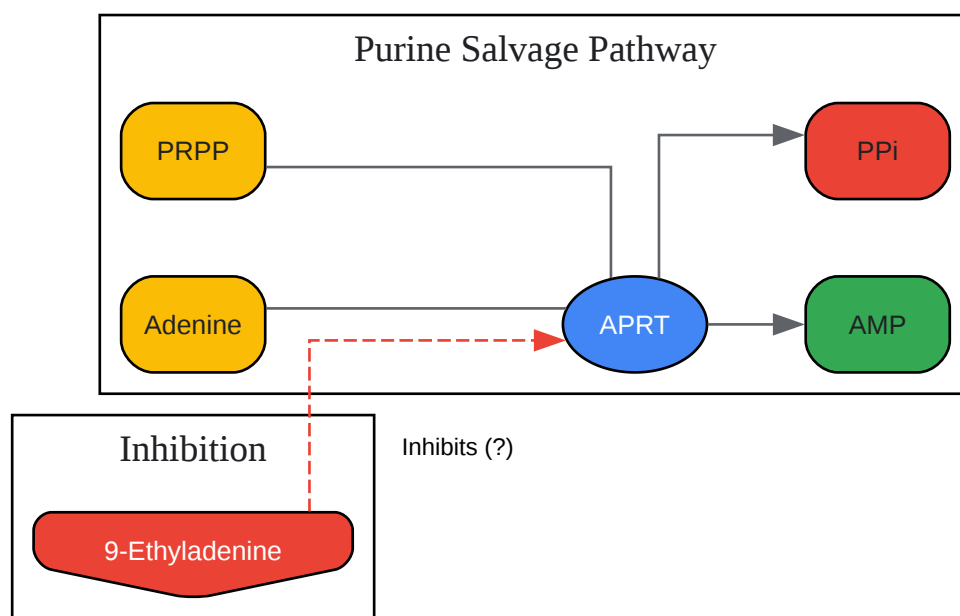 Purine Salvage Pathway
PRPP
PPi
Adenine
APRT
AMP
Inhibition
Inhibits (?)
9-Ethyladenine